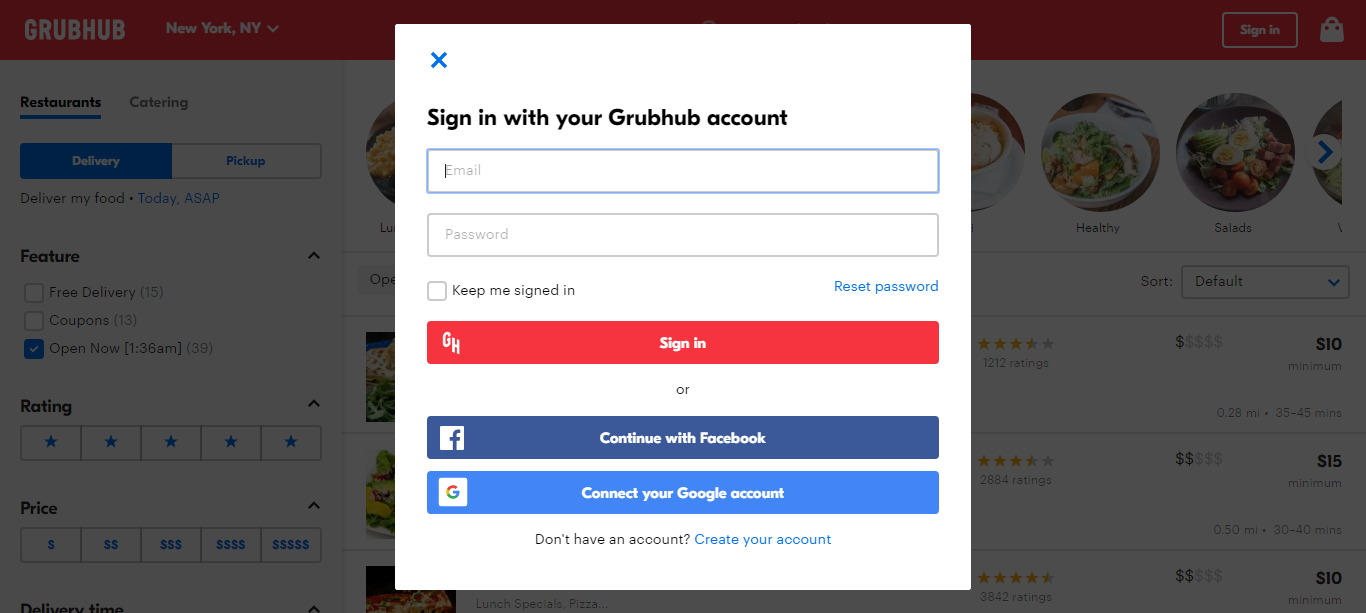 GRUBHUB
New York, NY
Sign in
Restaurants
Catering
Delivery
Pickup
Deliver my food • Today, ASAP
Feature
Free Delivery (15)
Coupons (13)
Open Now [1:36am] (39)
Rating
Price
$
$$
$$$
$$$$
$$$$$
Delivery time
Sign in with your Grubhub account
Email
Password
Keep me signed in
Reset password
GH
Sign in
or
Continue with Facebook
G
Connect your Google account
Don't have an account? Create your account
Healthy
Salads
Sort:
Default
1212 ratings
$$$$$
$10
minimum
0.28 mi • 35–45 mins
2884 ratings
$$$$$
$15
minimum
0.50 mi • 30–40 mins
3842 ratings
$$$$$
$10
minimum
Lunch Specials, Pizza...